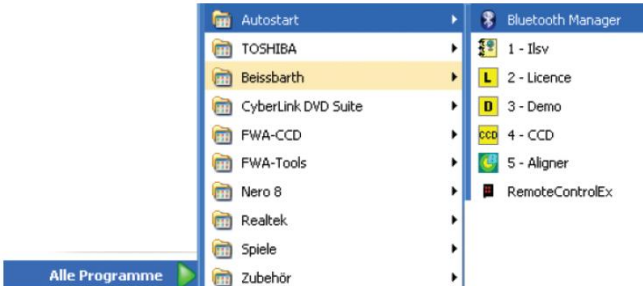 Autostart
TOSHIBA
Beissbarth
CyberLink DVD Suite
FWA-CCD
FWA-Tools
Nero 8
Realtek
Spiele
Zubehör
Alle Programme
Bluetooth Manager
1 - Ilsv
L 2 - Licence
D 3 - Demo
CCD 4 - CCD
5 - Aligner
RemoteControlEx